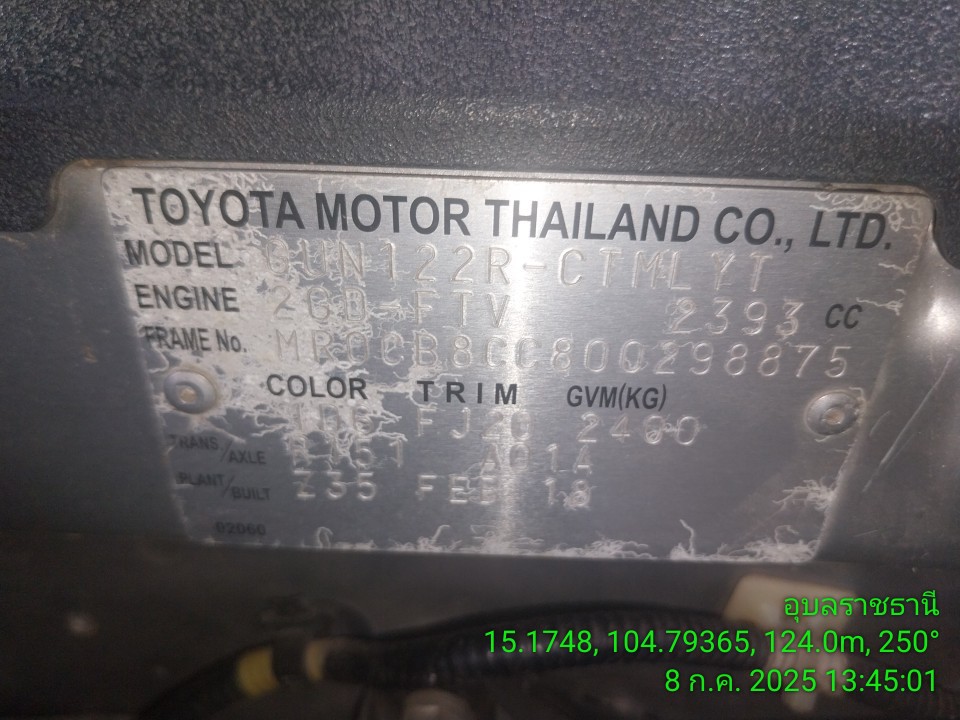 TOYOTA MOTOR THAILAND CO., LTD.
MODEL GUN122R-CTMLYT
ENGINE 2GD-FTV 2393 CC
FRAME No. MR0CB8CC800298875
COLOR TRIM GVM(KG)
FJ20 2400
TRANS/AXLE A01A
PLANT/BUILT Z35 FEB 18
02060
อุบลราชธานี
15.1748, 104.79365, 124.0m, 250°
8 ก.ค. 2025 13:45:01